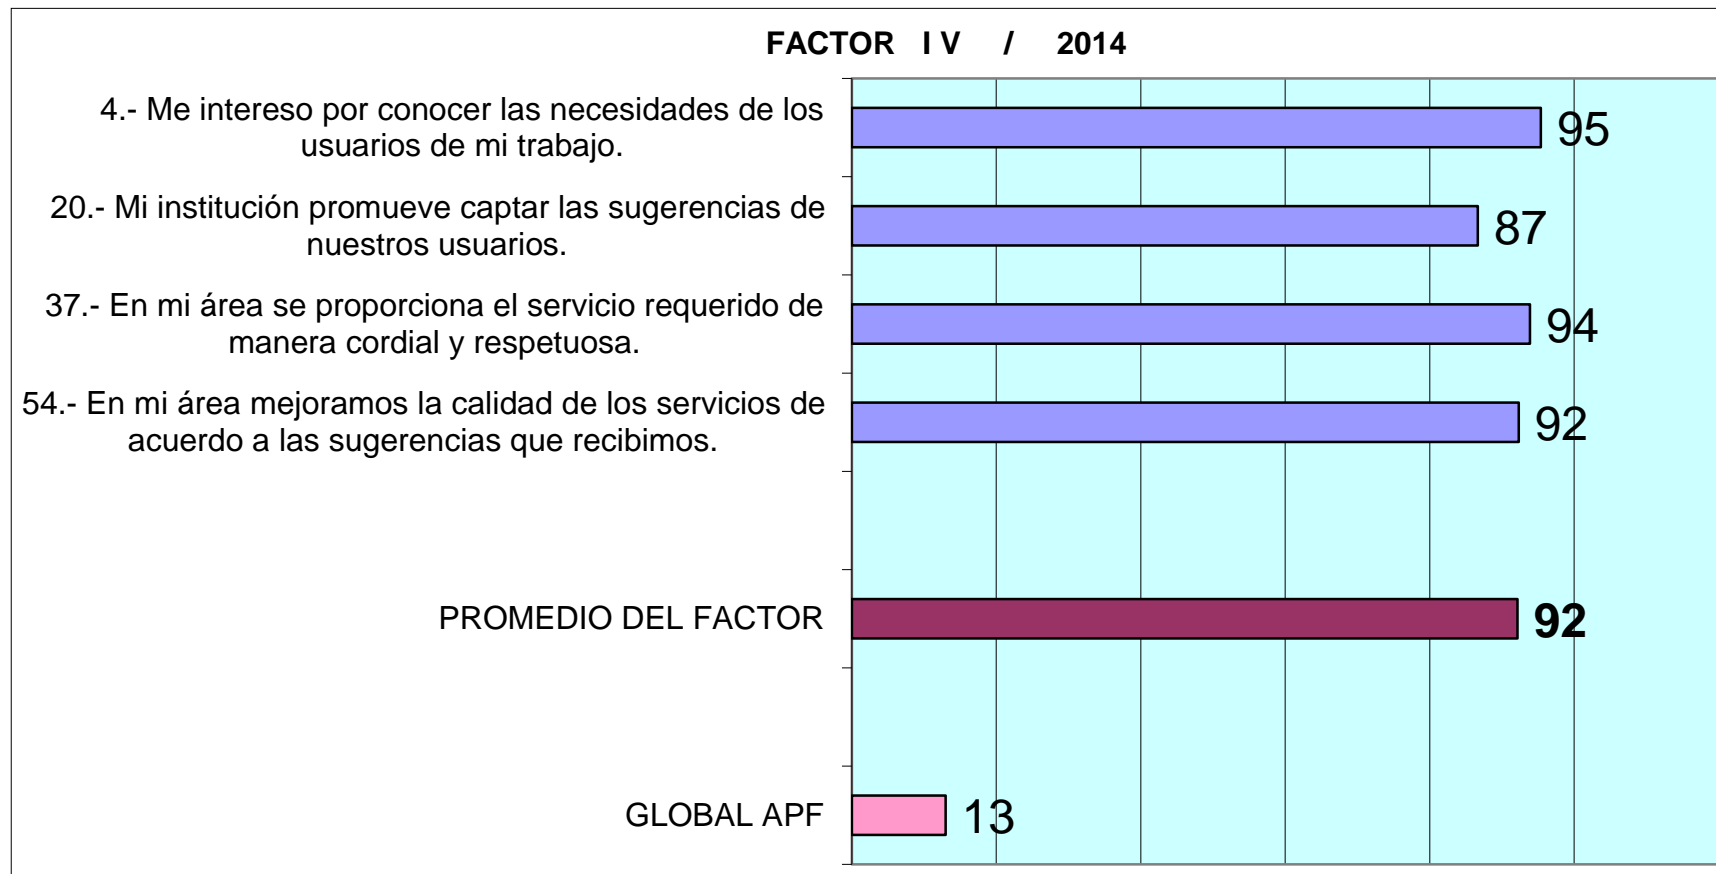 FACTOR I V / 2014
4.- Me intereso por conocer las necesidades de los
usuarios de mi trabajo.
95
20.- Mi institución promueve captar las sugerencias de
nuestros usuarios.
87
37.- En mi área se proporciona el servicio requerido de
manera cordial y respetuosa.
94
54.- En mi área mejoramos la calidad de los servicios de
acuerdo a las sugerencias que recibimos.
92
PROMEDIO DEL FACTOR
92
GLOBAL APF
13